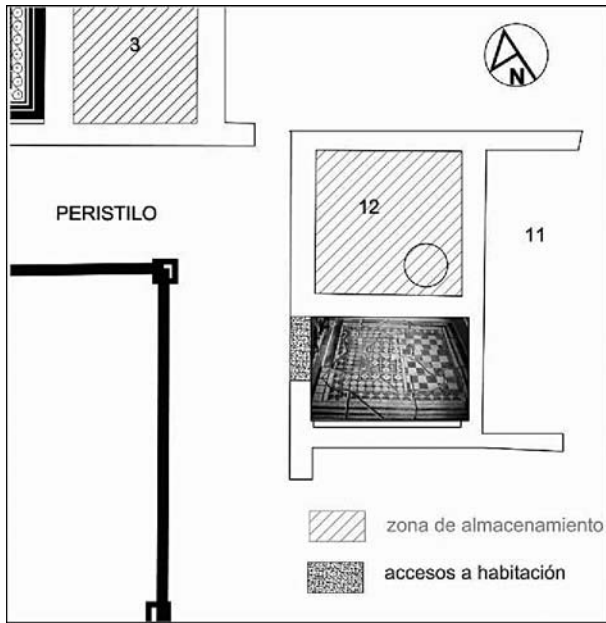 3
N
PERISTILO
12
11
zona de almacenamiento
accesos a habitación